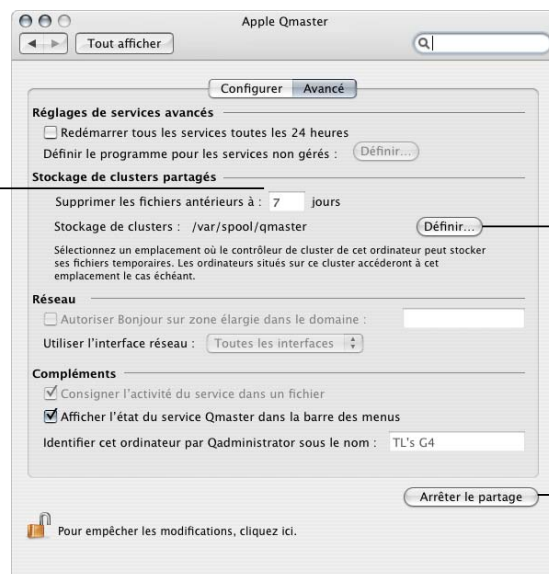 Apple Qmaster
Tout afficher
Configurer Avancé
Réglages de services avancés
Redémarrer tous les services toutes les 24 heures
Définir le programme pour les services non gérés : Définir...
Stockage de clusters partagés
Supprimer les fichiers antérieurs à : 7 jours
Stockage de clusters : /var/spool/qmaster Définir...
Sélectionnez un emplacement où le contrôleur de cluster de cet ordinateur peut stocker
ses fichiers temporaires. Les ordinateurs situés sur ce cluster accéderont à cet
emplacement le cas échéant.
Réseau
Autoriser Bonjour sur zone élargie dans le domaine :
Utiliser l'interface réseau : Toutes les interfaces
Compléments
Consigner l'activité du service dans un fichier
Afficher l'état du service Qmaster dans la barre des menus
Identifier cet ordinateur par Qadministrator sous le nom : TL's G4
Arrêter le partage
Pour empêcher les modifications, cliquez ici.